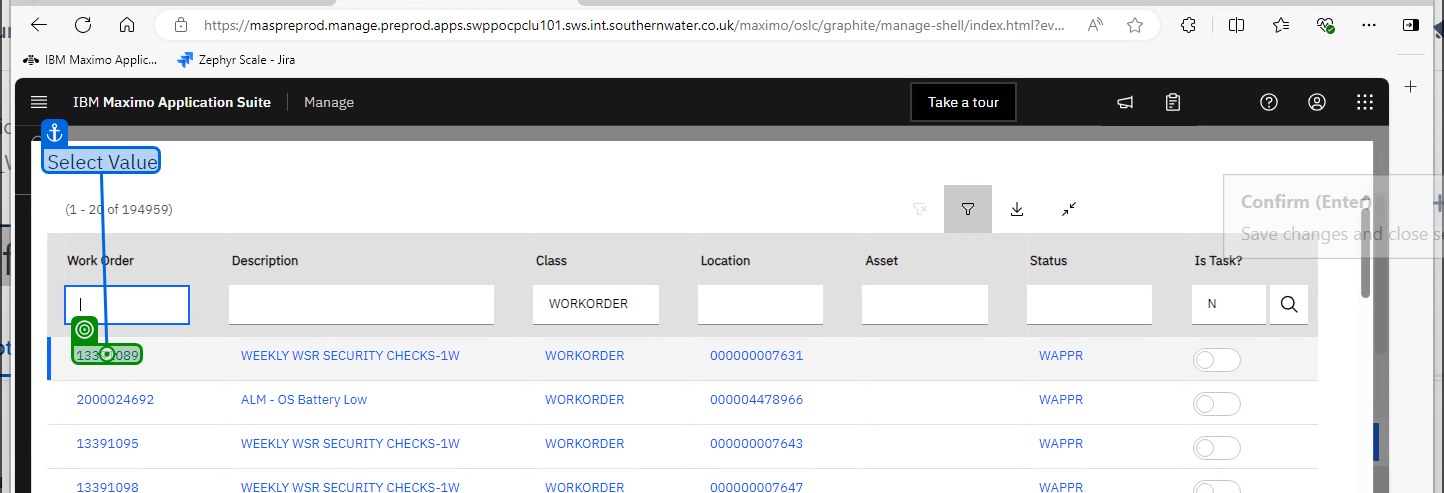 https://maspreprod.manage.preprod.apps.swppocpclu101.sws.int.southernwater.co.uk/maximo/oslc/graphite/manage-shell/index.html?ev...
IBM Maximo Applic... Zephyr Scale - Jira
IBM Maximo Application Suite Manage Take a tour
Select Value
(1 - 20 of 194959)
Confirm (Enter)
Save changes and close
Work Order Description Class Location Asset Status Is Task?
WORKORDER N
WEEKLY WSR SECURITY CHECKS-1W WORKORDER 000000007631 WAPPR
2000024692 ALM - OS Battery Low WORKORDER 000004478966 WAPPR
13391095 WEEKLY WSR SECURITY CHECKS-1W WORKORDER 000000007643 WAPPR
13391098 WEEKLY WSR SECURITY CHECKS-1W WORKORDER 000000007647 WAPPR